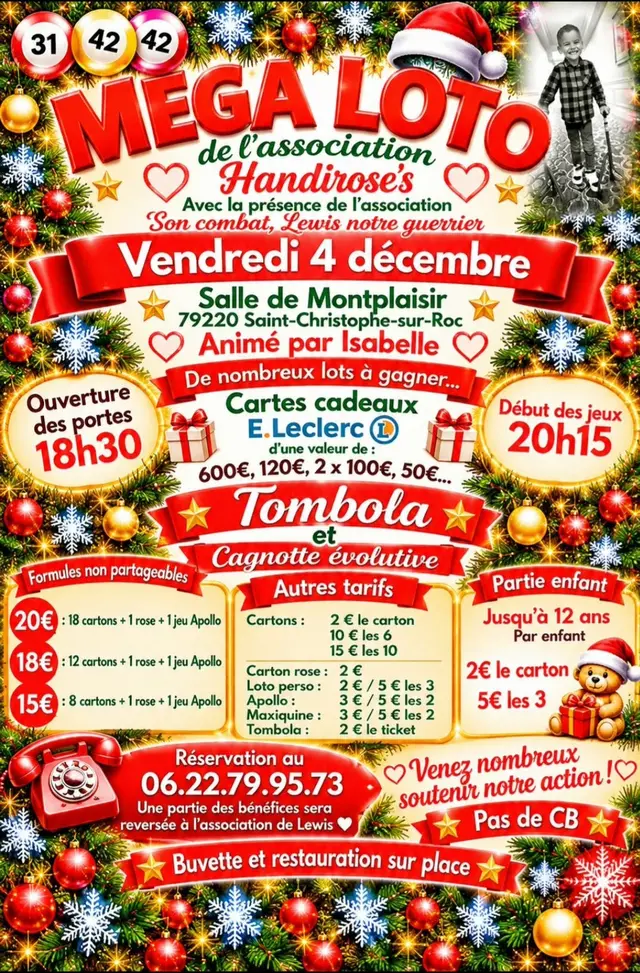 31 42 42
MEGA LOTO
de l'association
Handirose's
Avec la présence de l'association
Son combat, Lewis notre guerrier
Vendredi 4 décembre
Salle de Montplaisir
79220 Saint-Christophe-sur-Roc
Animé par Isabelle
De nombreux lots à gagner...
Ouverture
des portes
18h30
Cartes cadeaux
E.Leclerc L
d'une valeur de :
600€, 120€, 2 x 100€, 50€...
Début des jeux
20h15
Tombola
et
Cagnotte évolutive
Formules non partageables
20€ : 18 cartons + 1 rose + 1 jeu Apollo
18€ : 12 cartons + 1 rose + 1 jeu Apollo
15€ : 8 cartons + 1 rose + 1 jeu Apollo
Autres tarifs
Cartons : 2 € le carton
10 € les 6
15 € les 10
Carton rose : 2 €
Loto perso : 2 € / 5 € les 3
Apollo : 3 € / 5 € les 2
Maxiquine : 3 € / 5 € les 2
Tombola : 2 € le ticket
Partie enfant
Jusqu'à 12 ans
Par enfant
2€ le carton
5€ les 3
Réservation au
06.22.79.95.73
Une partie des bénéfices sera
reversée à l'association de Lewis
Venez nombreux
soutenir notre action !
Pas de CB
Buvette et restauration sur place